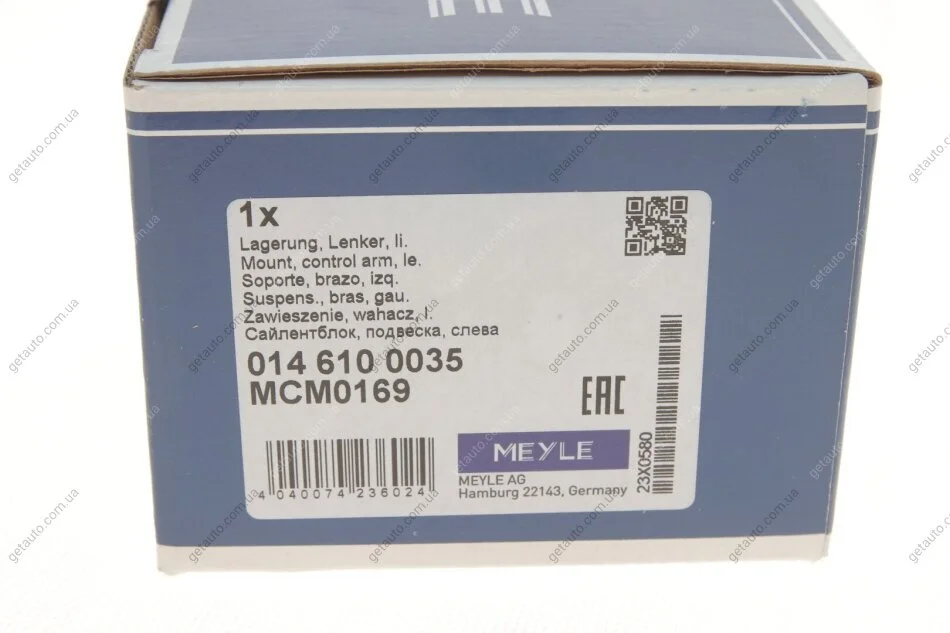 1x
Lagerung, Lenker, li.
Mount, control arm, le.
Soporte, brazo, izq.
Suspens., bras, gau.
Zawieszenie, wahacz, l.
Сайлентблок, подвеска, слева
014 610 0035
MCM0169
EAC
MEYLE
MEYLE AG
Hamburg 22143, Germany
4 040074 236024
23X0580
getauto.com.ua